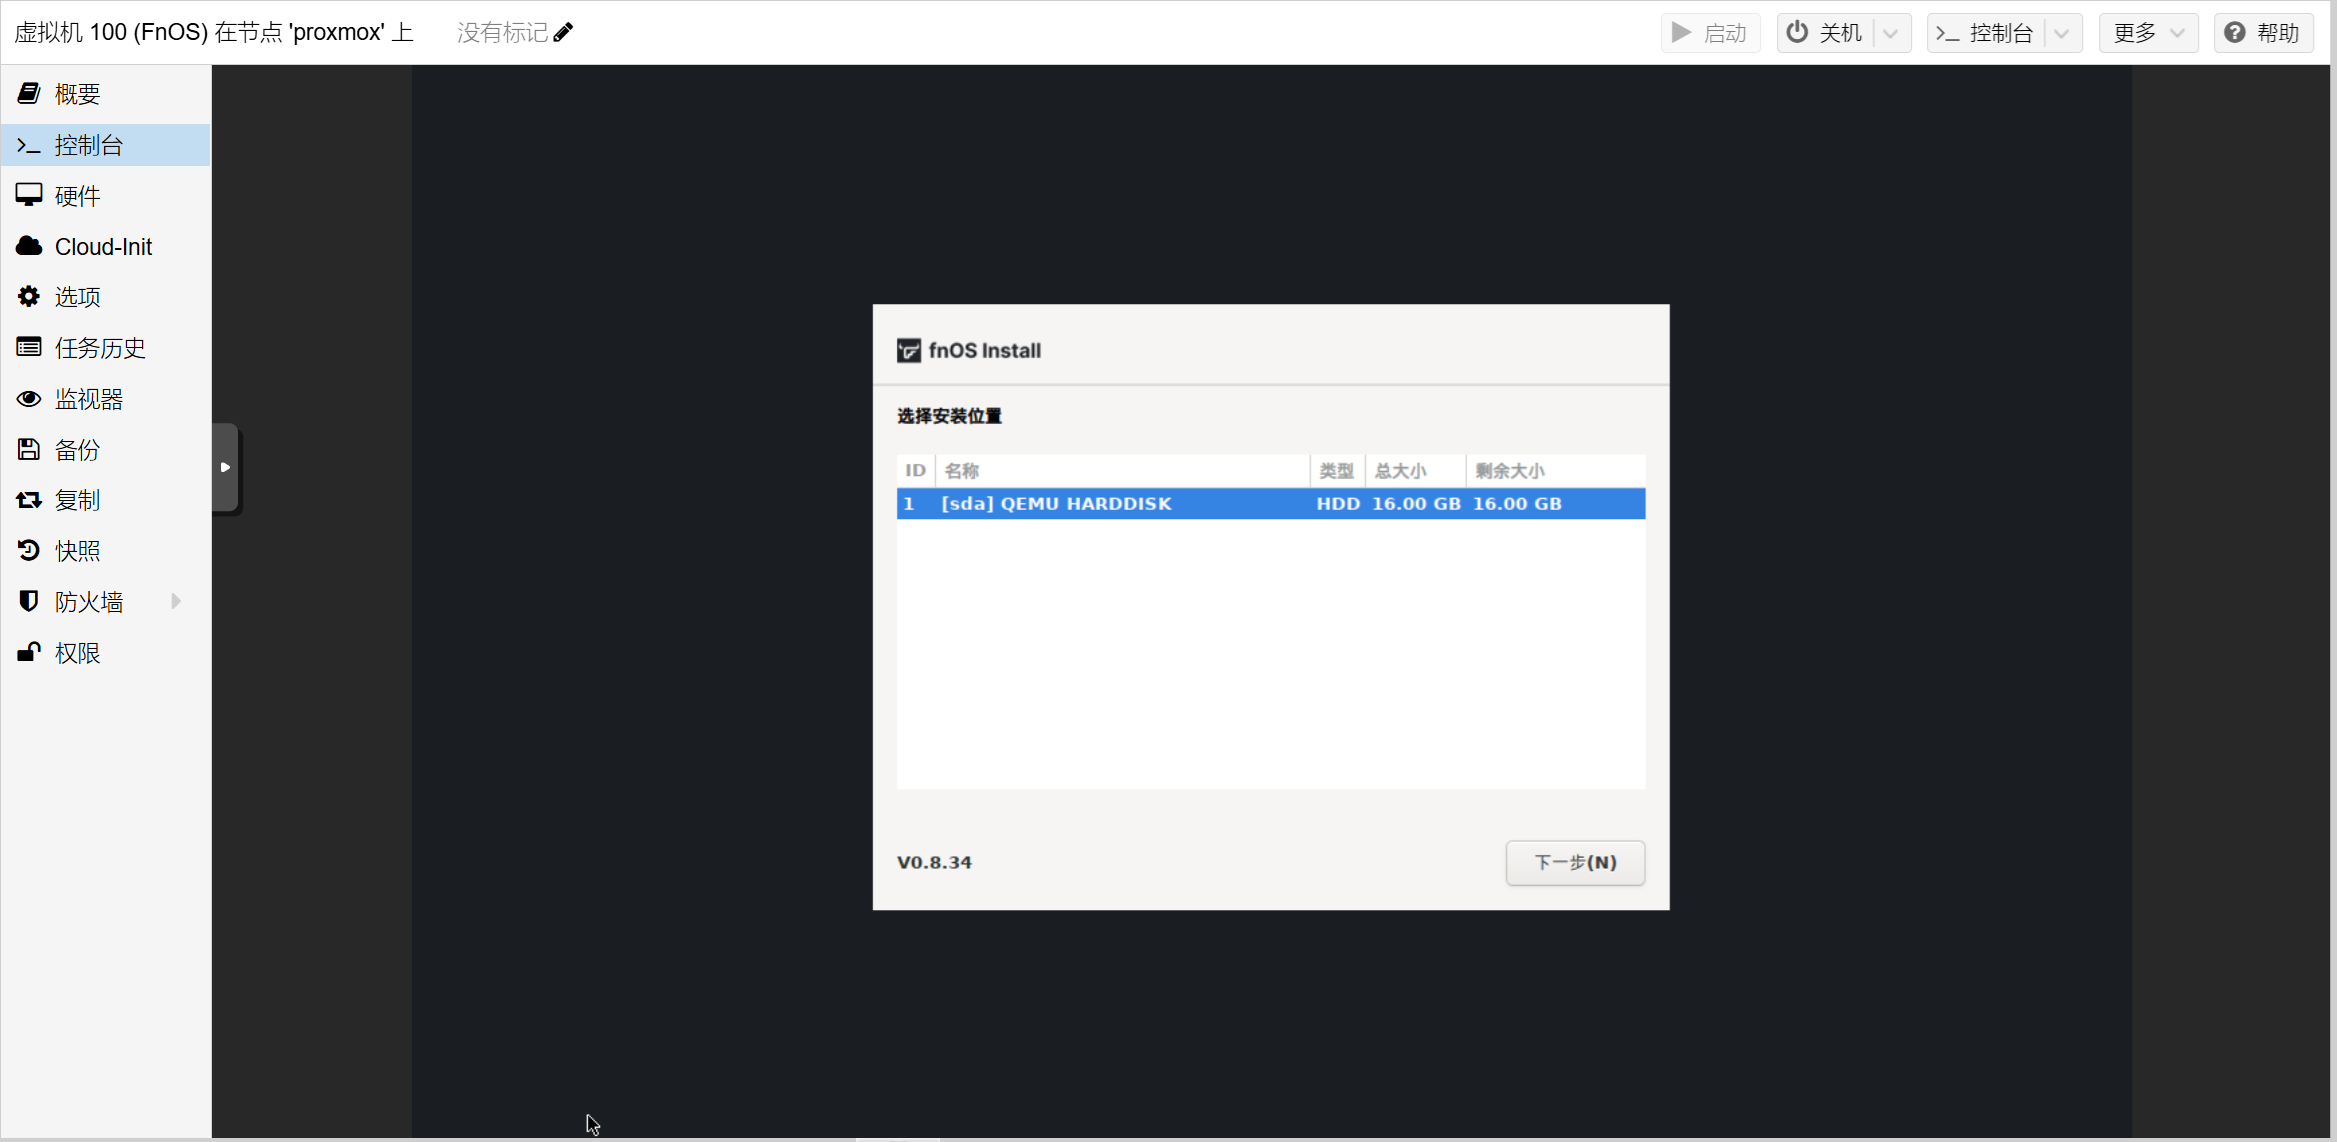 虚拟机 100 (FnOS) 在节点 'proxmox' 上 没有标记 启动 关机 控制台 更多 帮助
概要
控制台
硬件
Cloud-Init
选项
任务历史
监视器
备份
复制
快照
防火墙
权限
fnOS Install
选择安装位置
ID 名称 类型 总大小 剩余大小
1 [sda] QEMU HARDDISK HDD 16.00 GB 16.00 GB
V0.8.34 下一步(N)